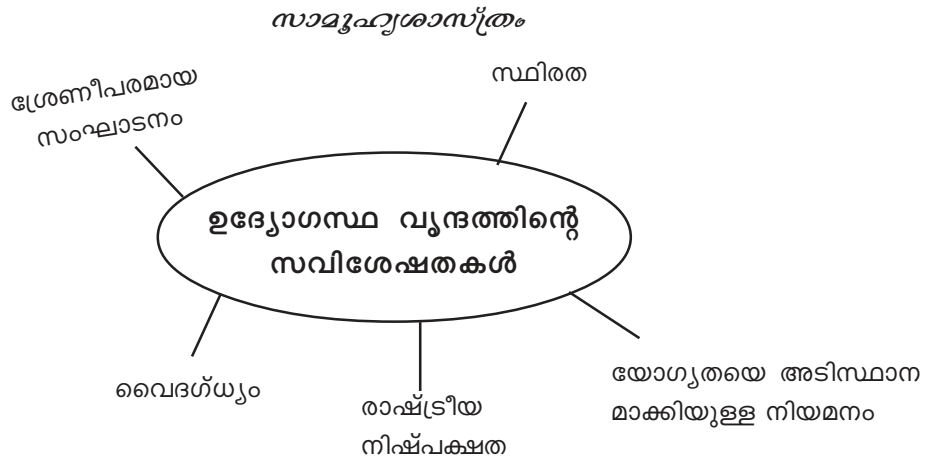 സാമൂഹ്യശാസ്ത്രം
ശ്രേണീപരമായ
സംഘാടനം
സ്ഥിരത
ഉദ്യോഗസ്ഥ വൃന്ദത്തിന്റെ
സവിശേഷതകൾ
വൈദഗ്ധ്യം
രാഷ്ട്രീയ
നിഷ്പക്ഷത
യോഗ്യതയെ അടിസ്ഥാന
മാക്കിയുള്ള നിയമനം